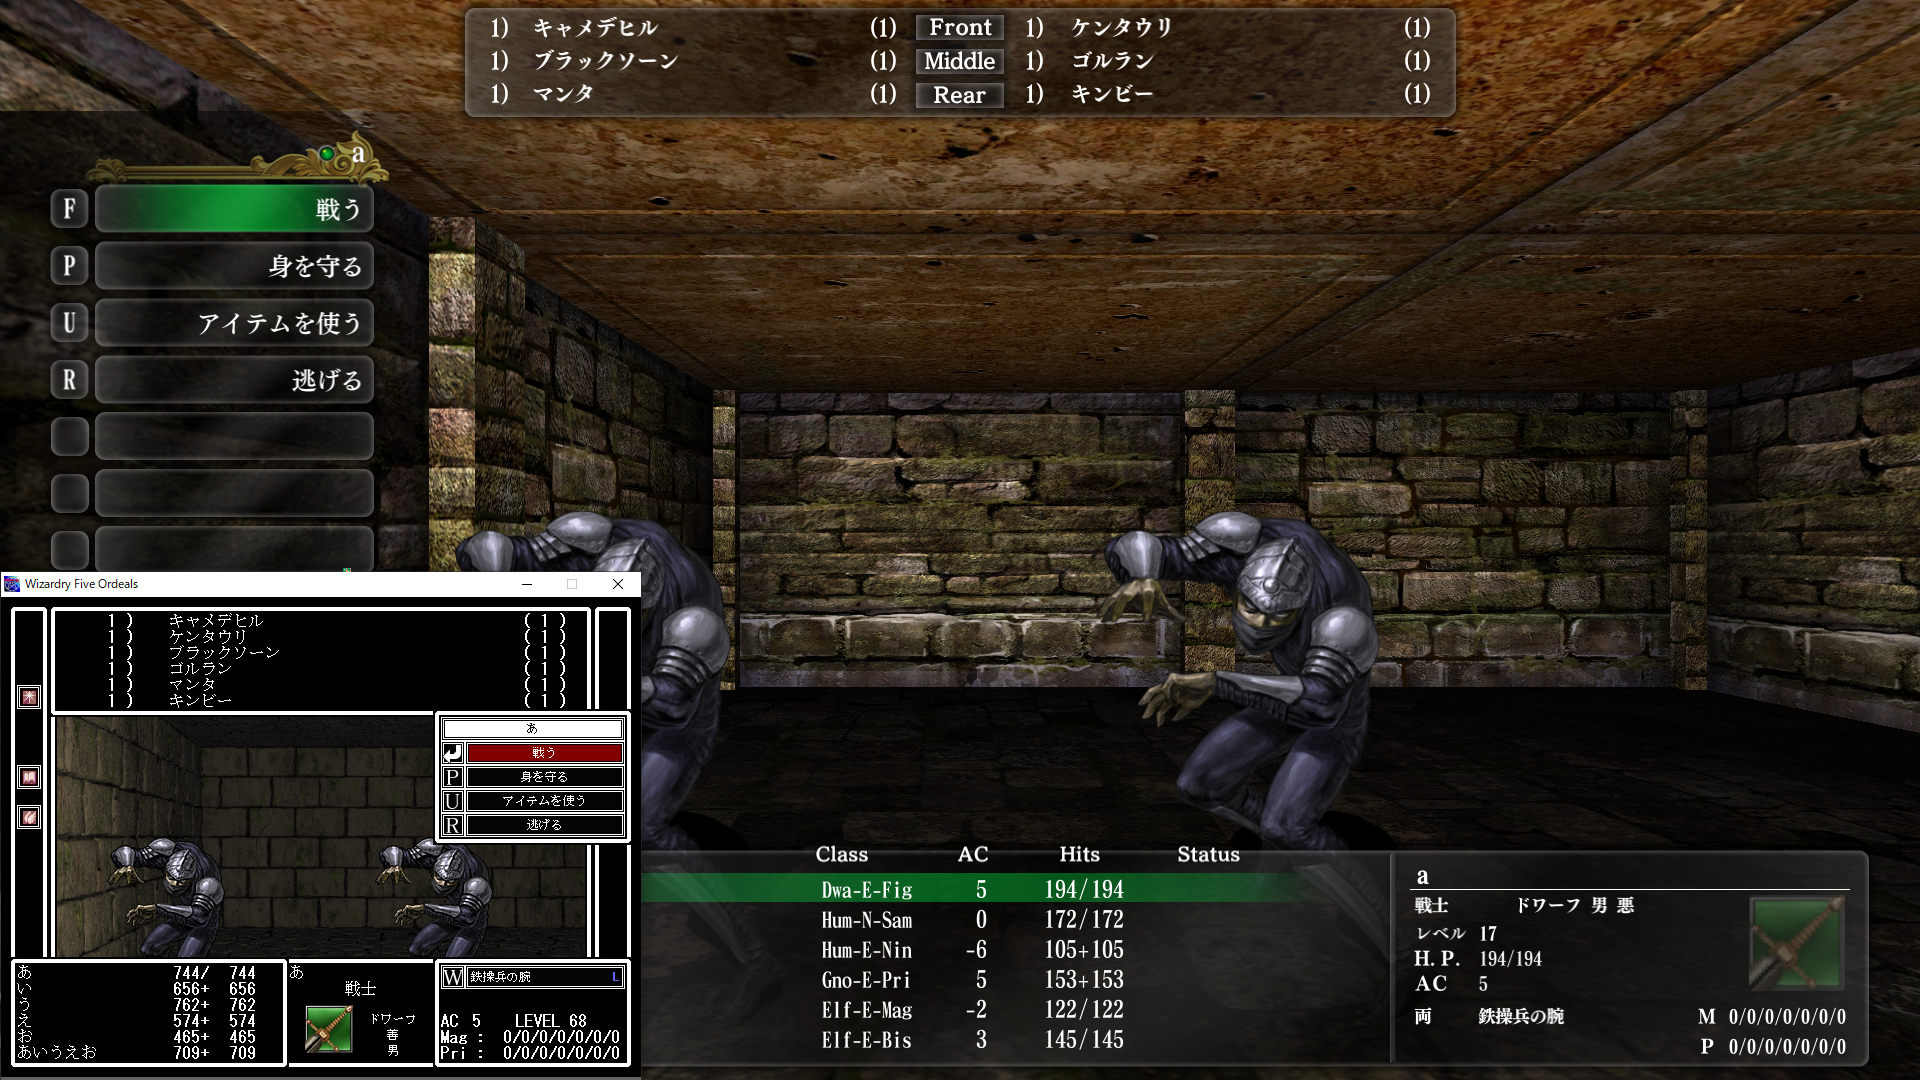 1) キャメデヒル (1) Front 1) ケンタウリ (1)
1) ブラックソーン (1) Middle 1) ゴルラン (1)
1) マンタ (1) Rear 1) キンビー (1)
a
F 戦う
P 身を守る
U アイテムを使う
R 逃げる
Wizardry Five Ordeals
1) キャメデヒル (1)
1) ケンタウリ (1)
1) ブラックソーン (1)
1) ゴルラン (1)
1) マンタ (1)
1) キンビー (1)
あ
戦う
P 身を守る
U アイテムを使う
R 逃げる
あ 744/ 744
い 656+ 656
う 762+ 762
え 574+ 574
お 465+ 465
あいうえお 709+ 709
あ
戦士
ドワーフ
善
男
W 鉄操兵の腕 L
AC 5 LEVEL 68
Mag : 0/0/0/0/0/0/0
Pri : 0/0/0/0/0/0/0
Class AC Hits Status
Dwa-E-Fig 5 194/194
Hum-N-Sam 0 172/172
Hum-E-Nin -6 105+105
Gno-E-Pri 5 153+153
Elf-E-Mag -2 122/122
Elf-E-Bis 3 145/145
a
戦士 ドワーフ 男 悪
レベル 17
H.P. 194/194
AC 5
両 鉄操兵の腕
M 0/0/0/0/0/0/0
P 0/0/0/0/0/0/0